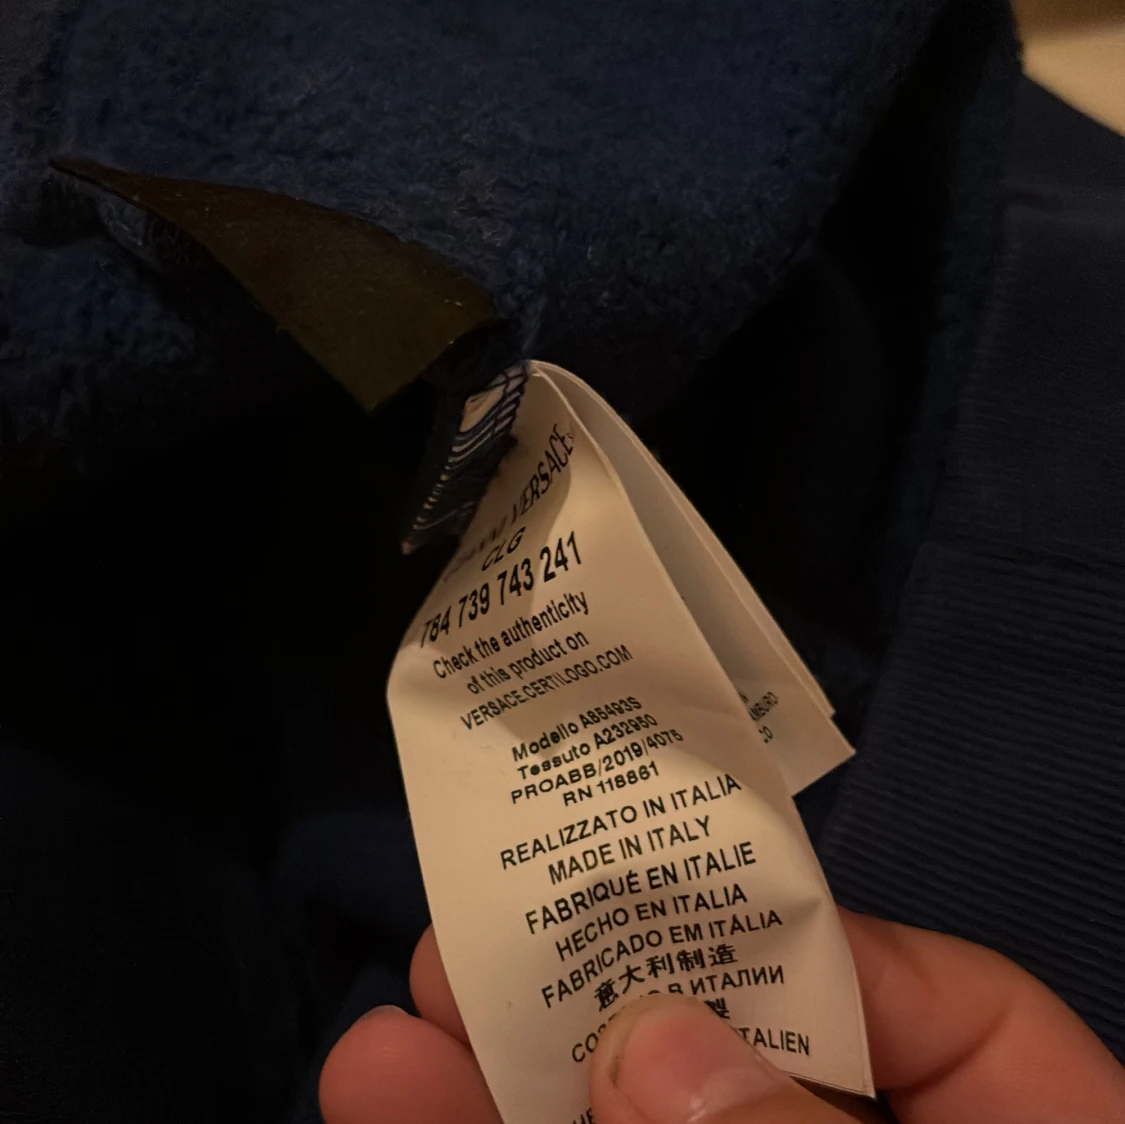 VERSACE
CLG
784 739 743 241
Check the authenticity
of this product on
VERSACE.CERTILOGO.COM
Modello A85493S
Tessuto A232950
PROABB/2019/4075
RN 118861
REALIZZATO IN ITALIA
MADE IN ITALY
FABRIQUÉ EN ITALIE
HECHO EN ITALIA
FABRICADO EM ITÁLIA
意大利制造
В ИТАЛИИ
製